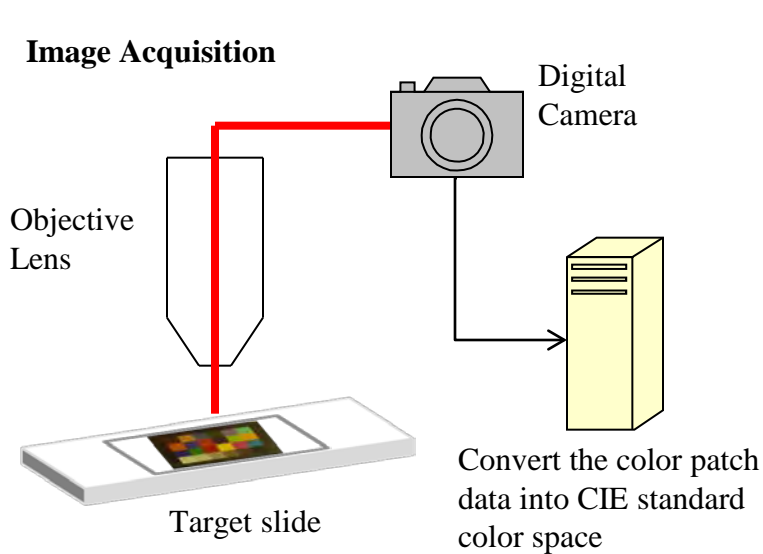 Image Acquisition
Digital
Camera
Objective
Lens
Target slide
Convert the color patch
data into CIE standard
color space